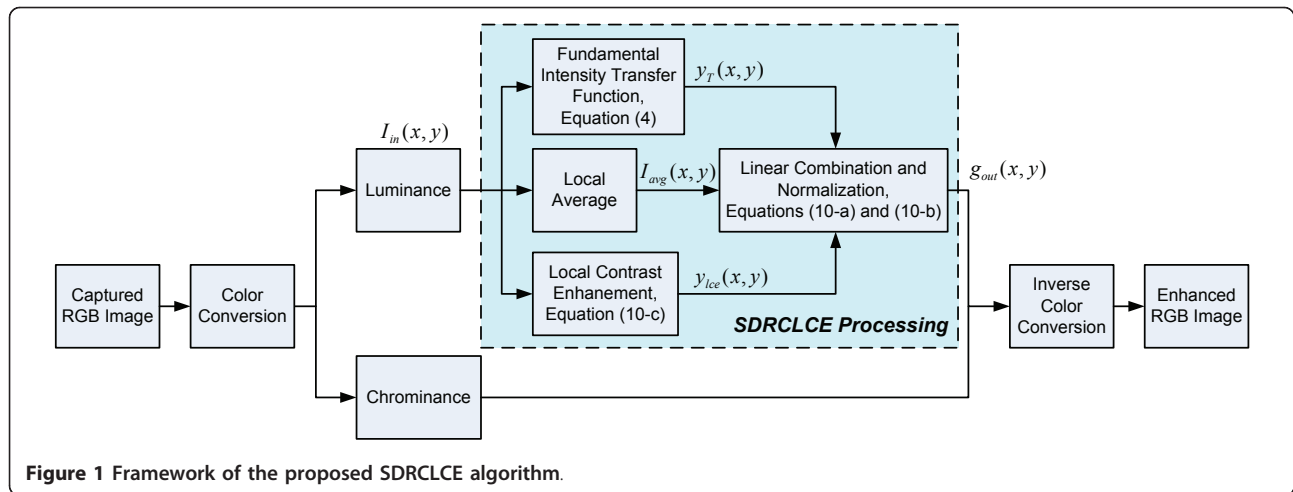 Fundamental
Intensity Transfer
Function,
Equation (4)
y_T(x, y)
I_in(x, y)
Luminance
Local
Average
I_avg(x, y)
Linear Combination and
Normalization,
Equations (10-a) and (10-b)
g_out(x, y)
Local Contrast
Enhanement,
Equation (10-c)
y_lce(x, y)
SDRCLCE Processing
Captured
RGB Image
Color
Conversion
Inverse
Color
Conversion
Enhanced
RGB Image
Chrominance
Figure 1 Framework of the proposed SDRCLCE algorithm.